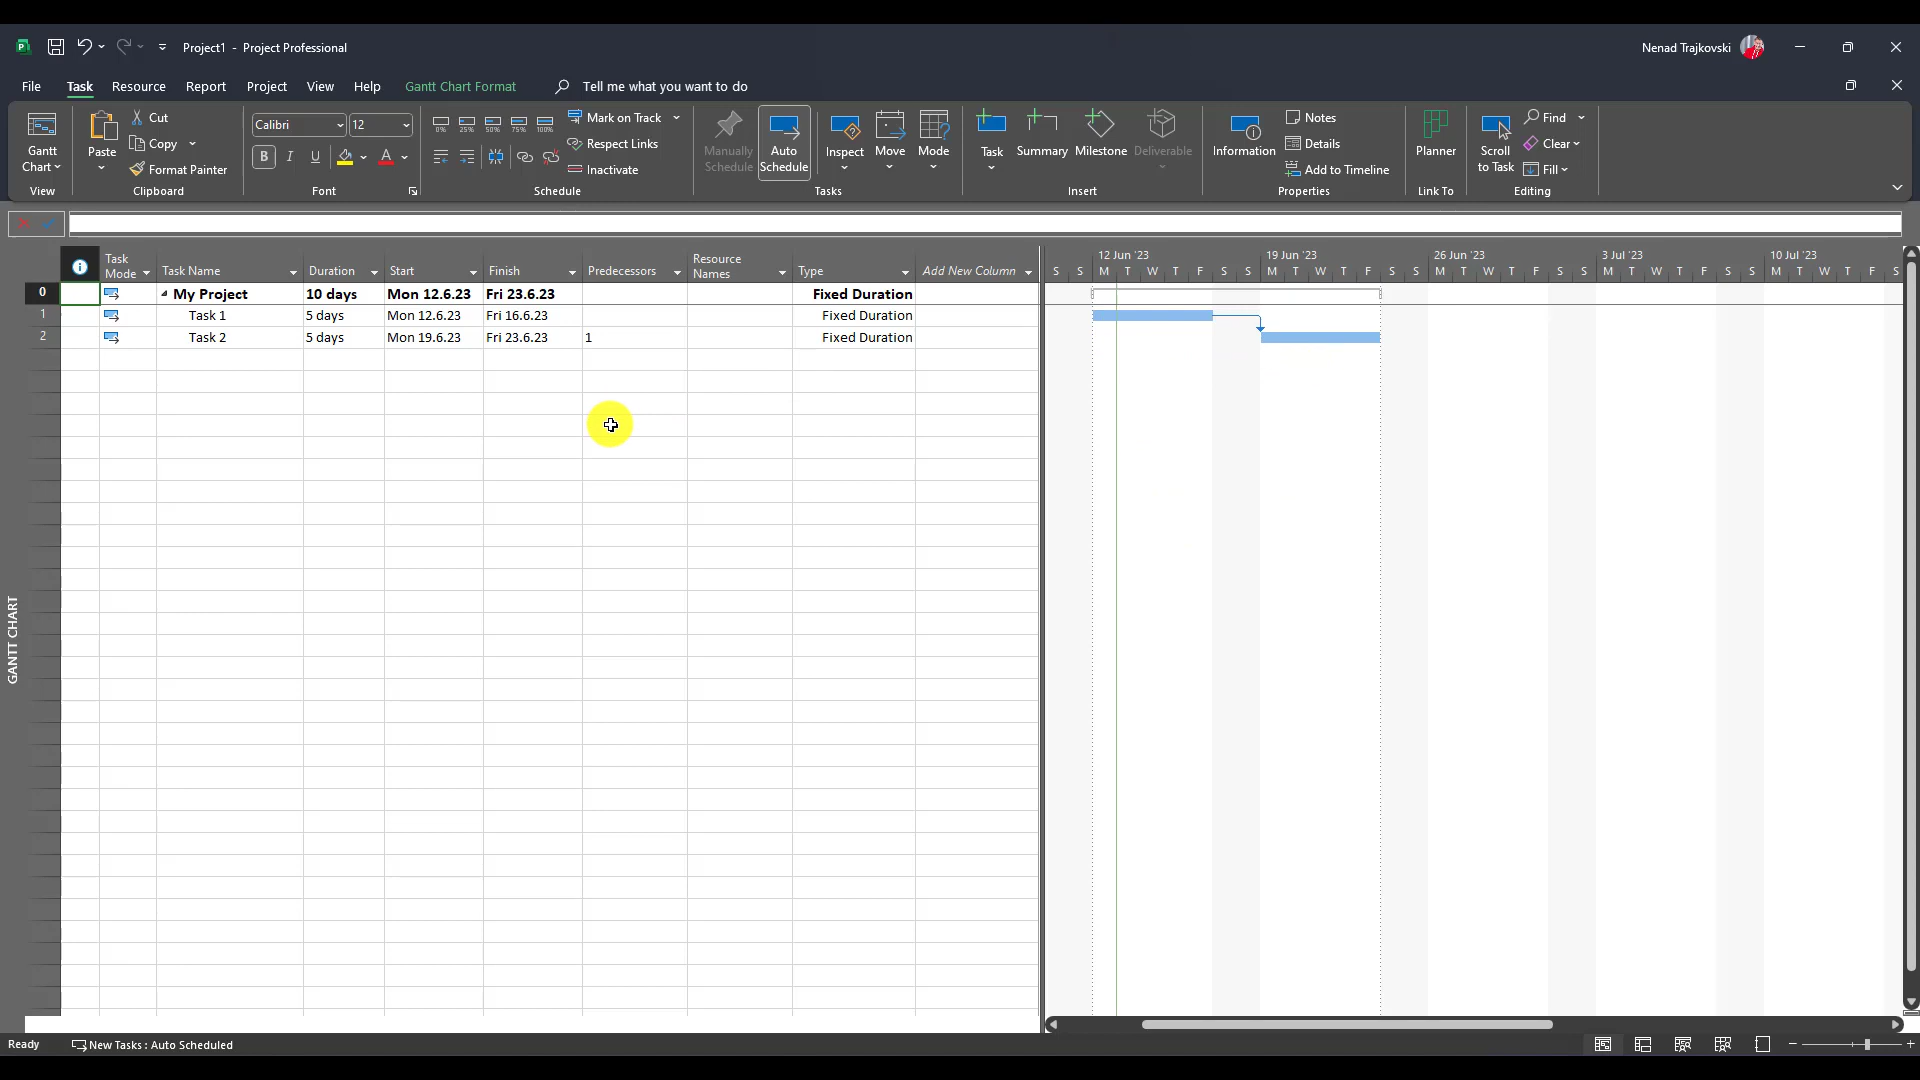 Project1 - Project Professional
Nenad Trajkovski
File Task Resource Report Project View Help Gantt Chart Format Tell me what you want to do
Gantt Chart
View
Paste
Cut
Copy
Format Painter
Clipboard
Calibri 12
B I U A
Font
0% 25% 50% 75% 100%
Mark on Track
Respect Links
Inactivate
Schedule
Manually Schedule
Auto Schedule
Inspect
Move
Mode
Tasks
Task
Summary
Milestone
Deliverable
Insert
Information
Notes
Details
Add to Timeline
Properties
Planner
Link To
Scroll to Task
Find
Clear
Fill
Editing
Task Mode Task Name Duration Start Finish Predecessors Resource Names Type Add New Column
12 Jun '23 19 Jun '23 26 Jun '23 3 Jul '23 10 Jul '23
S S M T W T F S S M T W T F S S M T W T F S S M T W T F S S M T W T F S
0 My Project 10 days Mon 12.6.23 Fri 23.6.23 Fixed Duration
1 Task 1 5 days Mon 12.6.23 Fri 16.6.23 Fixed Duration
2 Task 2 5 days Mon 19.6.23 Fri 23.6.23 1 Fixed Duration
GANTT CHART
Ready New Tasks : Auto Scheduled